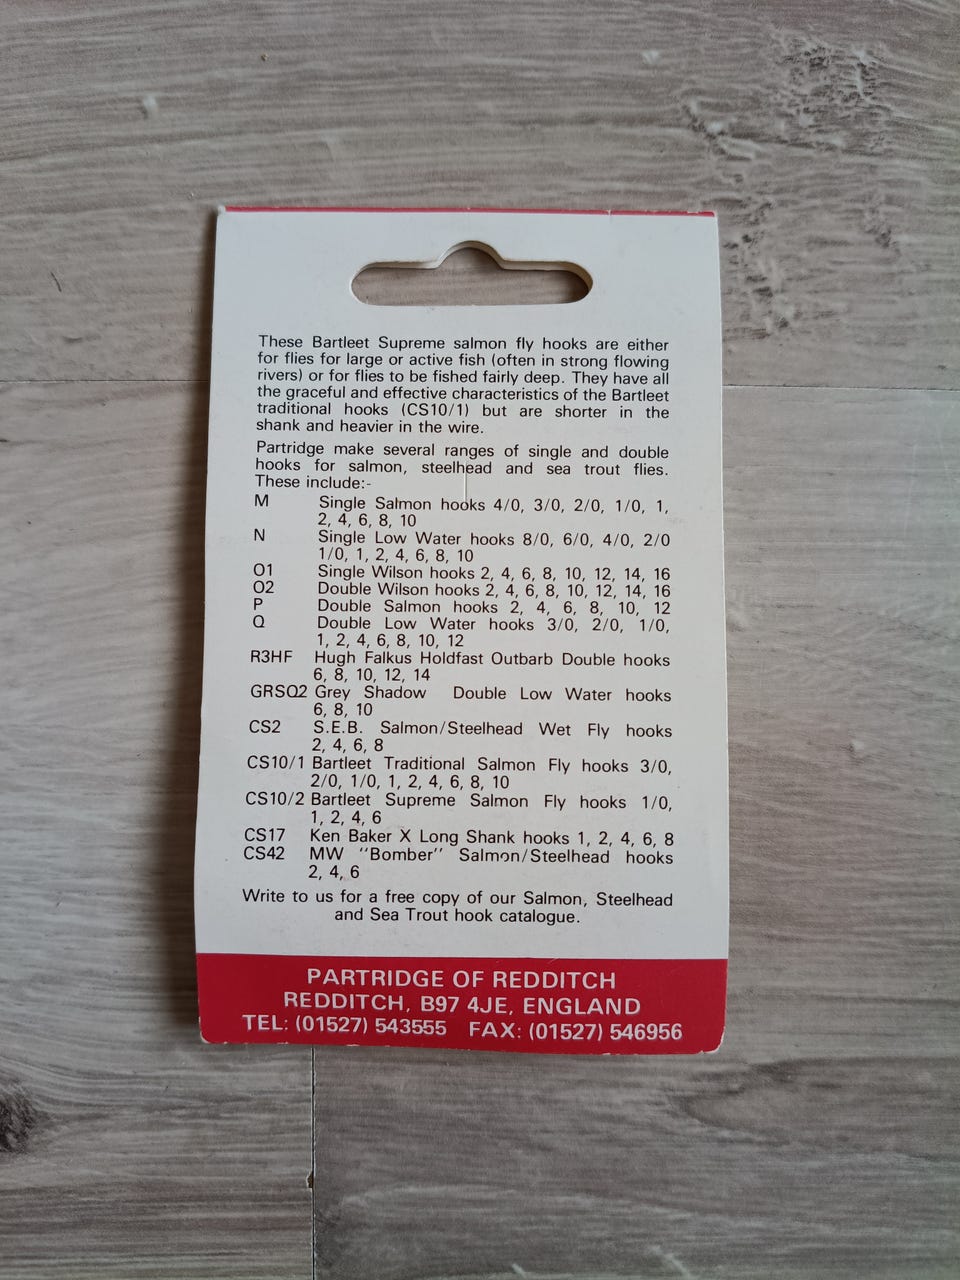 These Bartleet Supreme salmon fly hooks are either
for flies for large or active fish (often in strong flowing
rivers) or for flies to be fished fairly deep. They have all
the graceful and effective characteristics of the Bartleet
traditional hooks (CS10/1) but are shorter in the
shank and heavier in the wire.
Partridge make several ranges of single and double
hooks for salmon, steelhead and sea trout flies.
These include:-
M Single Salmon hooks 4/0, 3/0, 2/0, 1/0, 1,
2, 4, 6, 8, 10
N Single Low Water hooks 8/0, 6/0, 4/0, 2/0
1/0, 1, 2, 4, 6, 8, 10
O1 Single Wilson hooks 2, 4, 6, 8, 10, 12, 14, 16
O2 Double Wilson hooks 2, 4, 6, 8, 10, 12, 14, 16
P Double Salmon hooks 2, 4, 6, 8, 10, 12
Q Double Low Water hooks 3/0, 2/0, 1/0,
1, 2, 4, 6, 8, 10, 12
R3HF Hugh Falkus Holdfast Outbarb Double hooks
6, 8, 10, 12, 14
GRSQ2 Grey Shadow Double Low Water hooks
6, 8, 10
CS2 S.E.B. Salmon/Steelhead Wet Fly hooks
2, 4, 6, 8
CS10/1 Bartleet Traditional Salmon Fly hooks 3/0,
2/0, 1/0, 1, 2, 4, 6, 8, 10
CS10/2 Bartleet Supreme Salmon Fly hooks 1/0,
1, 2, 4, 6
CS17 Ken Baker X Long Shank hooks 1, 2, 4, 6, 8
CS42 MW "Bomber" Salmon/Steelhead hooks
2, 4, 6
Write to us for a free copy of our Salmon, Steelhead
and Sea Trout hook catalogue.
PARTRIDGE OF REDDITCH
REDDITCH, B97 4JE, ENGLAND
TEL: (01527) 543555 FAX: (01527) 546956